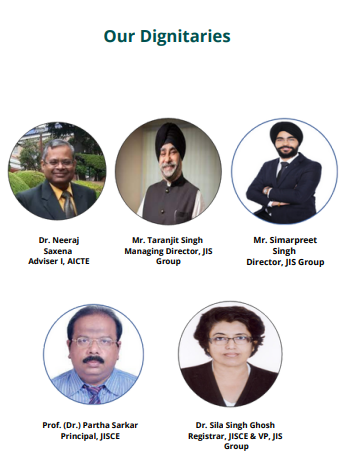 Our Dignitaries
Dr. Neeraj
Saxena
Adviser I, AICTE
Mr. Taranjit Singh
Managing Director, JIS
Group
Mr. Simarpreet
Singh
Director, JIS Group
Prof. (Dr.) Partha Sarkar
Principal, JISCE
Dr. Sila Singh Ghosh
Registrar, JISCE & VP, JIS
Group